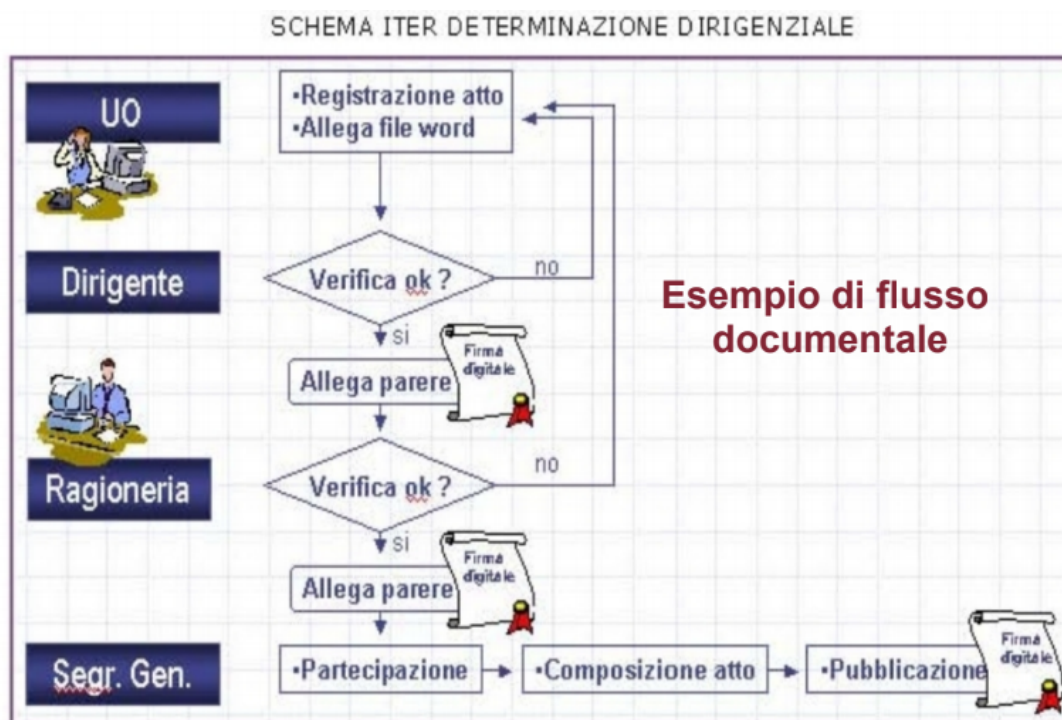 SCHEMA ITER DETERMINAZIONE DIRIGENZIALE
UO
•Registrazione atto
•Allega file word
Dirigente
Verifica ok ?
no
Esempio di flusso
documentale
si
Allega parere
Firma
digitale
Ragioneria
Verifica ok ?
no
si
Allega parere
Firma
digitale
Segr. Gen.
•Partecipazione
•Composizione atto
•Pubblicazione
Firma
digitale